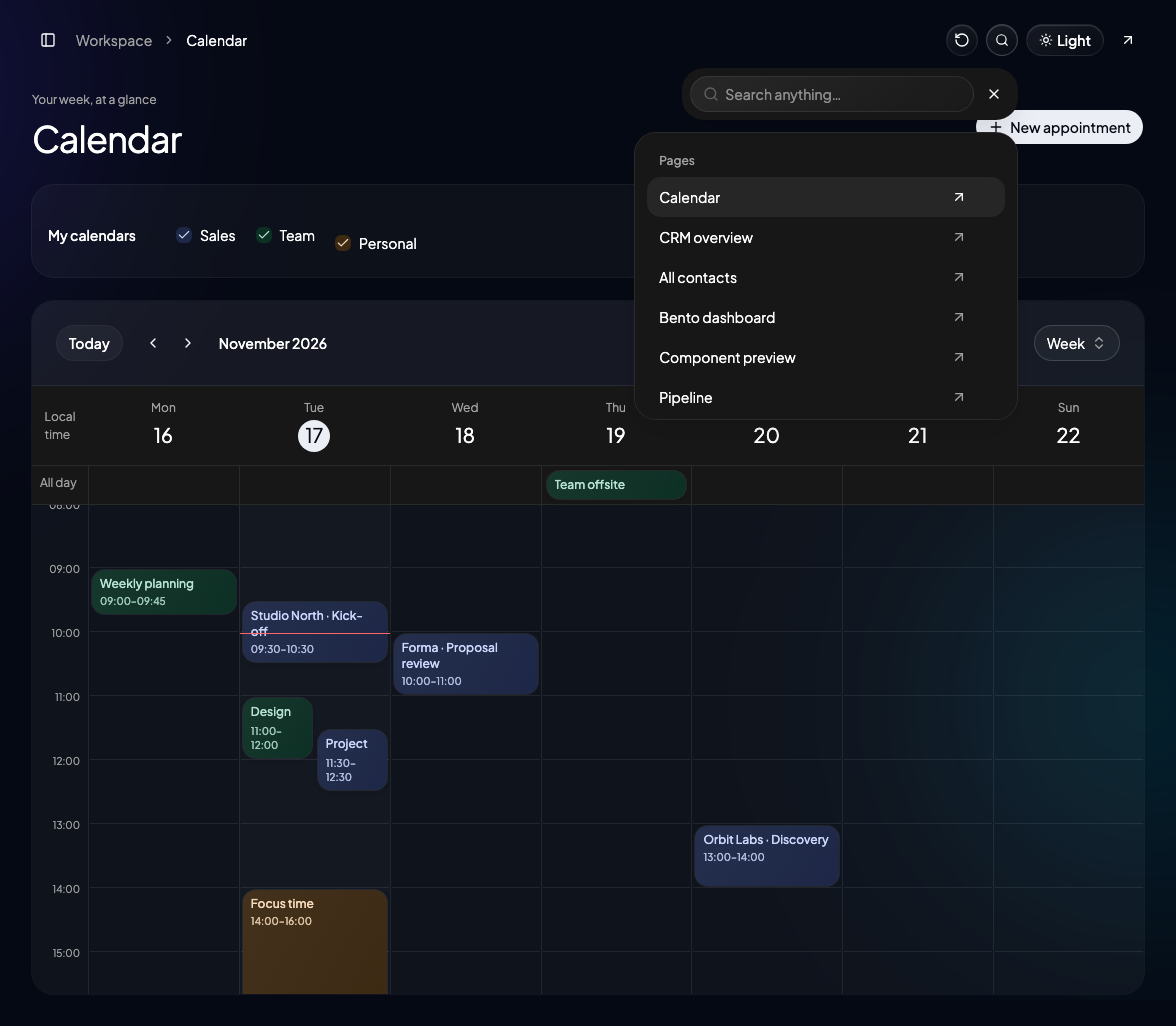 Workspace
Calendar
Light
Your week, at a glance
Calendar
Search anything...
New appointment
Pages
Calendar
CRM overview
All contacts
Bento dashboard
Component preview
Pipeline
My calendars
Sales
Team
Personal
Today
November 2026
Week
Local
time
Mon
16
Tue
17
Wed
18
Thu
19
20
21
Sun
22
All day
Team offsite
08:00
09:00
10:00
11:00
12:00
13:00
14:00
15:00
Weekly planning
09:00–09:45
Studio North · Kick-
off
09:30–10:30
Forma · Proposal
review
10:00–11:00
Design
11:00–
12:00
Project
11:30–
12:30
Orbit Labs · Discovery
13:00–14:00
Focus time
14:00–16:00